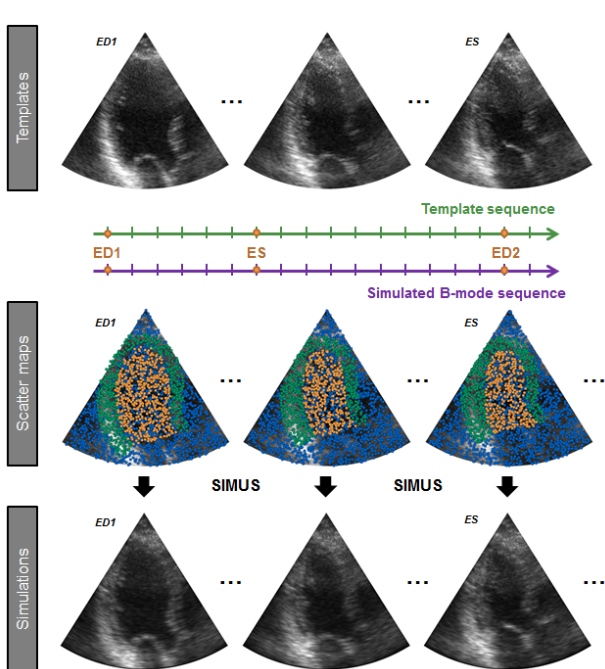 Templates
ED1
ES
... ...
Template sequence
ED1 ES ED2
Simulated B-mode sequence
Scatter maps
ED1
ES
... ... ...
SIMUS SIMUS
Simulations
ED1
ES
... ... ...